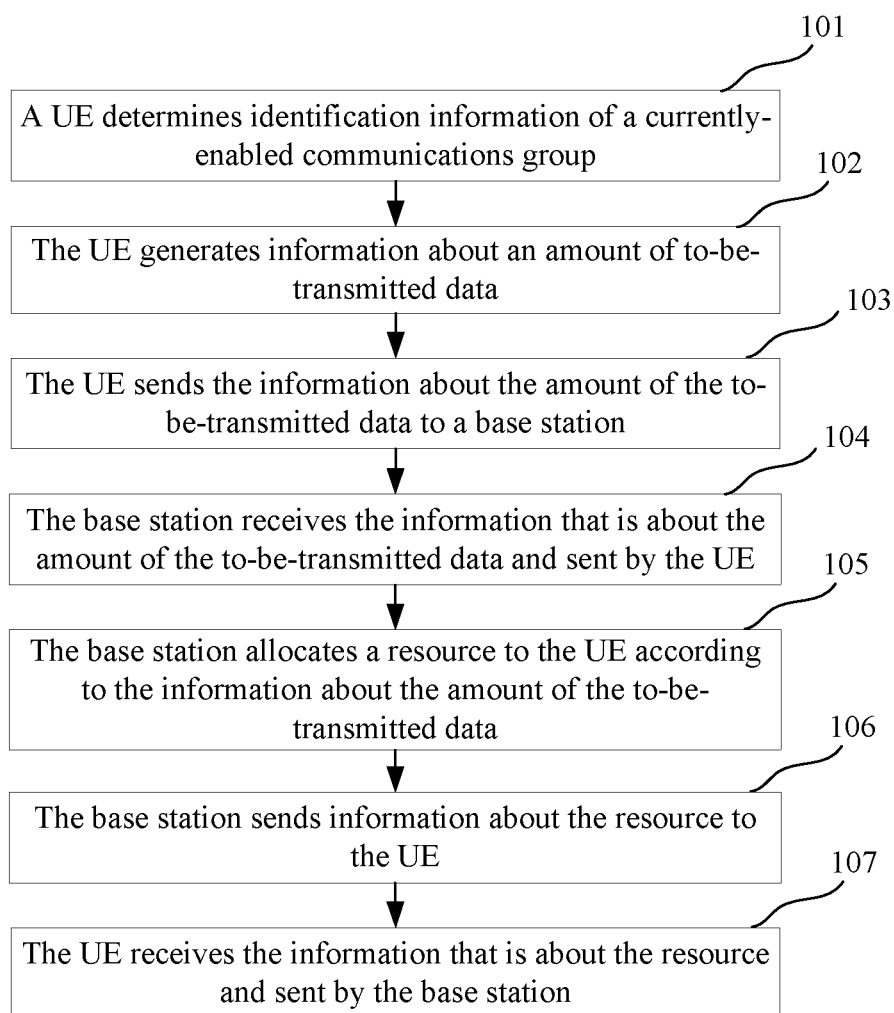 101
A UE determines identification information of a currently-
enabled communications group
102
The UE generates information about an amount of to-be-
transmitted data
103
The UE sends the information about the amount of the to-
be-transmitted data to a base station
104
The base station receives the information that is about the
amount of the to-be-transmitted data and sent by the UE
105
The base station allocates a resource to the UE according
to the information about the amount of the to-be-
transmitted data
106
The base station sends information about the resource to
the UE
107
The UE receives the information that is about the resource
and sent by the base station